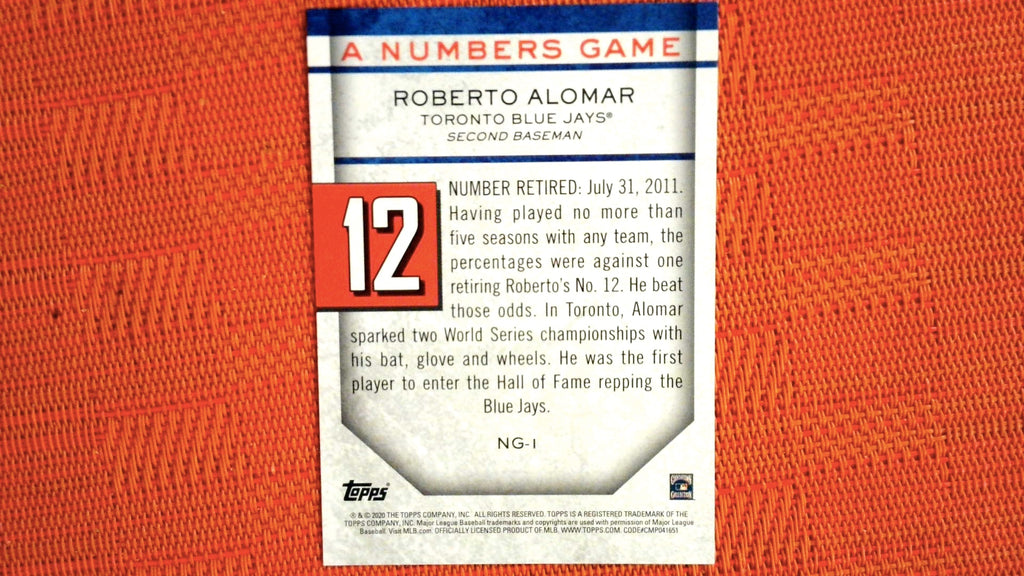 A NUMBERS GAME
ROBERTO ALOMAR
TORONTO BLUE JAYS®
SECOND BASEMAN
12
NUMBER RETIRED: July 31, 2011.
Having played no more than
five seasons with any team, the
percentages were against one
retiring Roberto's No. 12. He beat
those odds. In Toronto, Alomar
sparked two World Series championships with
his bat, glove and wheels. He was the first
player to enter the Hall of Fame repping the
Blue Jays.
NG-1
topps®
® & © 2020 THE TOPPS COMPANY, INC. ALL RIGHTS RESERVED. TOPPS IS A REGISTERED TRADEMARK OF THE
TOPPS COMPANY, INC. Major League Baseball trademarks and copyrights are used with permission of Major League
Baseball. Visit MLB.com. OFFICIALLY LICENSED PRODUCT OF MLB. WWW.TOPPS.COM. CODE#CMP041651